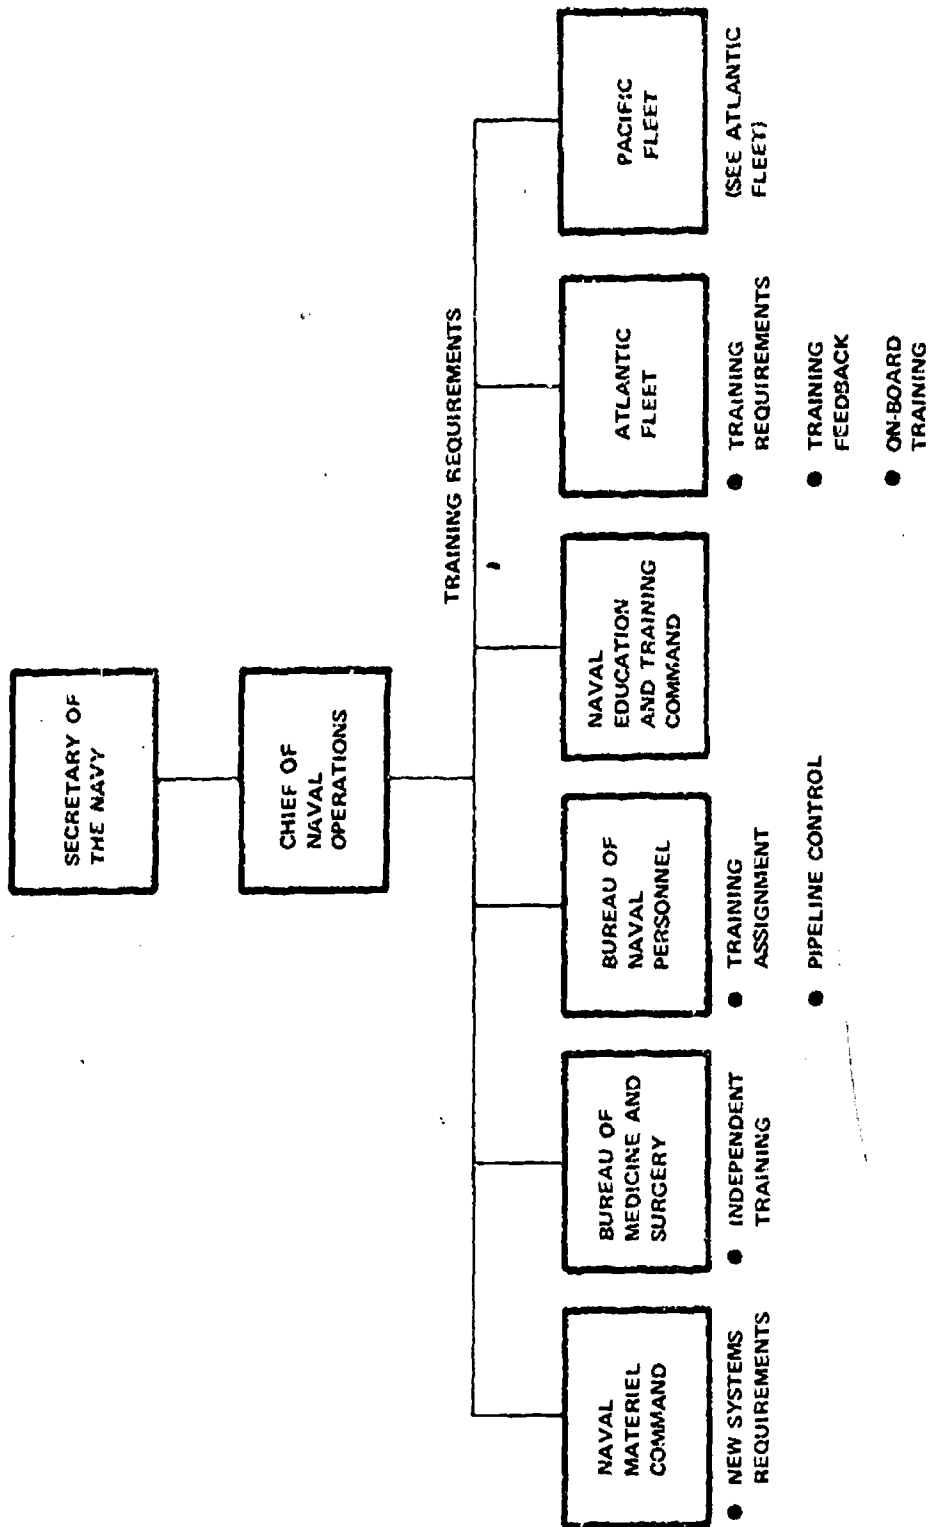 SECRETARY OF
THE NAVY
CHIEF OF
NAVAL
OPERATIONS
TRAINING REQUIREMENTS
NAVAL
MATERIEL
COMMAND
● NEW SYSTEMS
REQUIREMENTS
BUREAU OF
MEDICINE AND
SURGERY
● INDEPENDENT
TRAINING
BUREAU OF
NAVAL
PERSONNEL
● TRAINING
ASSIGNMENT
● PIPELINE CONTROL
NAVAL
EDUCATION
AND TRAINING
COMMAND
ATLANTIC
FLEET
● TRAINING
REQUIREMENTS
● TRAINING
FEEDBACK
● ON-BOARD
TRAINING
PACIFIC
FLEET
(SEE ATLANTIC
FLEET)